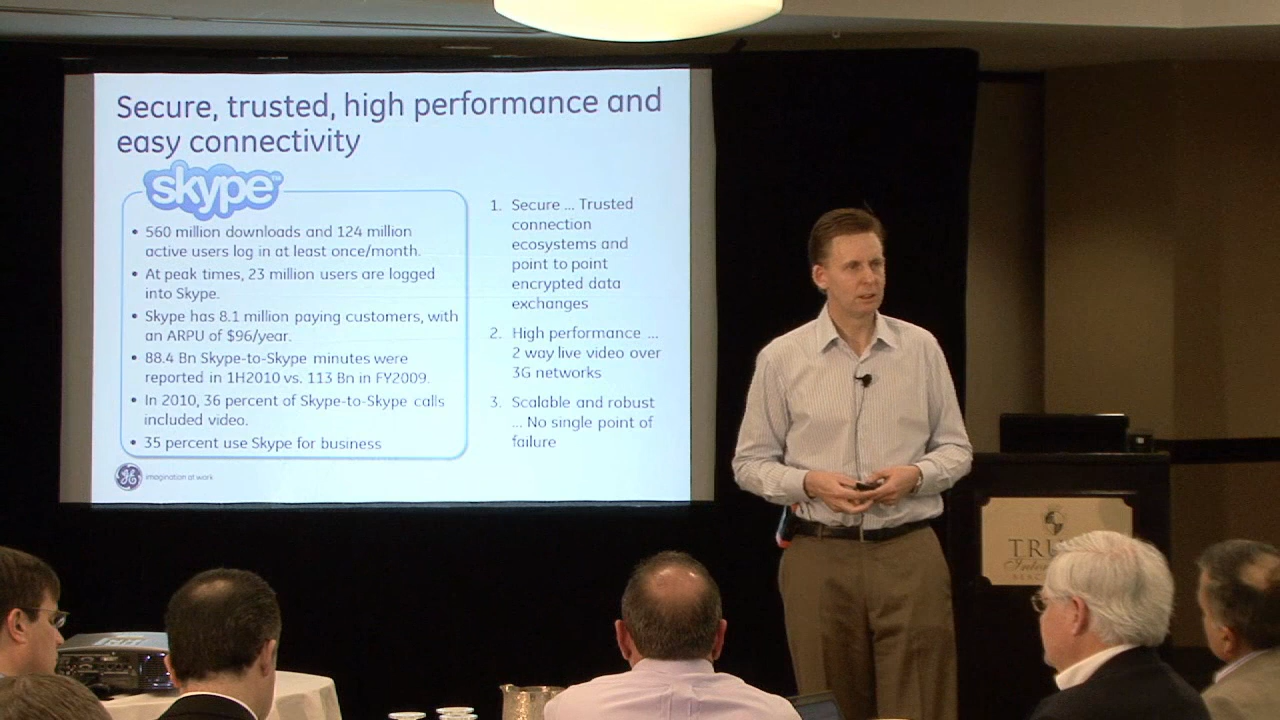 Secure, trusted, high performance and
easy connectivity
skype™
• 560 million downloads and 124 million
active users log in at least once/month.
• At peak times, 23 million users are logged
into Skype.
• Skype has 8.1 million paying customers, with
an ARPU of $96/year.
• 88.4 Bn Skype-to-Skype minutes were
reported in 1H2010 vs. 113 Bn in FY2009.
• In 2010, 36 percent of Skype-to-Skype calls
included video.
• 35 percent use Skype for business
1. Secure ... Trusted
connection
ecosystems and
point to point
encrypted data
exchanges
2. High performance ...
2 way live video over
3G networks
3. Scalable and robust
... No single point of
failure
GE imagination at work